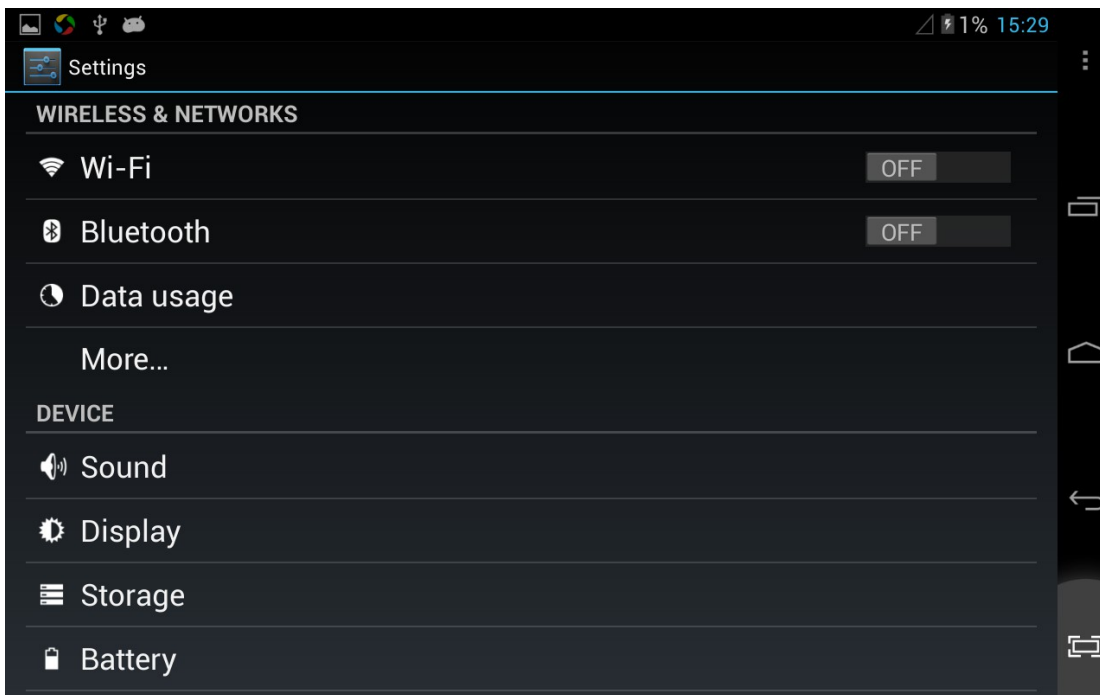 1% 15:29
Settings
WIRELESS & NETWORKS
Wi-Fi OFF
Bluetooth OFF
Data usage
More...
DEVICE
Sound
Display
Storage
Battery